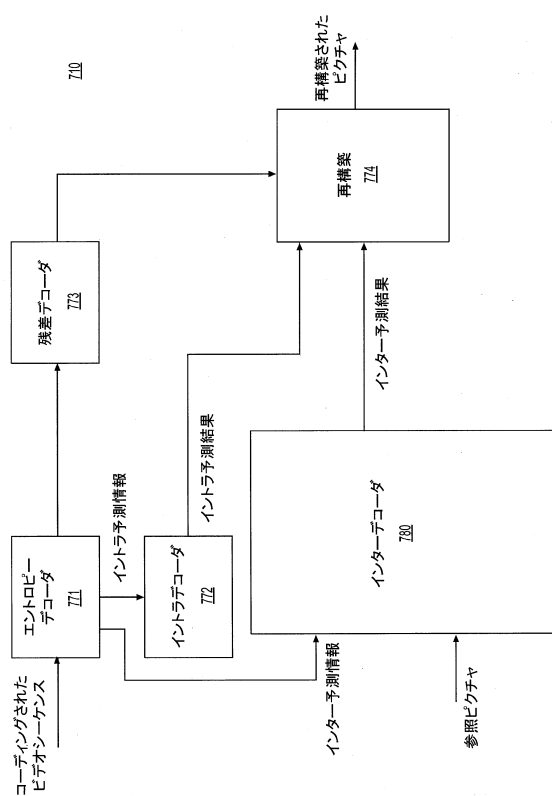 710
コーディングされた
ビデオシーケンス
エントロピー
デコーダ
771
残差デコーダ
773
イントラ予測情報
イントラデコーダ
772
イントラ予測結果
再構築
774
再構築された
ピクチャ
インター予測情報
参照ピクチャ
インターデコーダ
780
インター予測結果